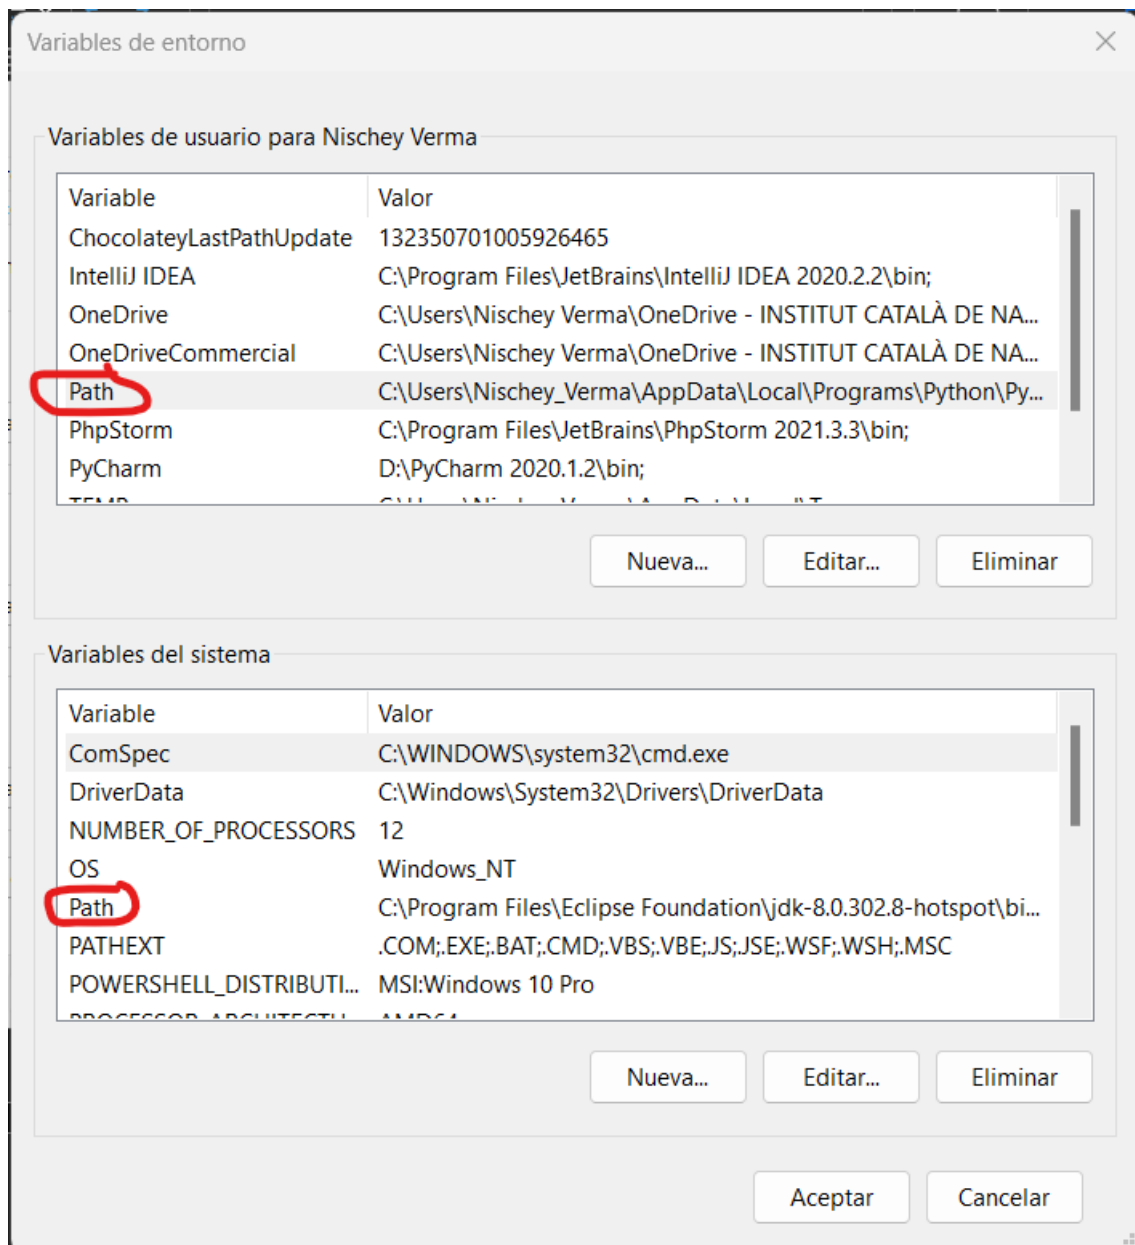 Variables de entorno
Variables de usuario para Nischey Verma
Variable Valor
ChocolateyLastPathUpdate 132350701005926465
IntelliJ IDEA C:\Program Files\JetBrains\IntelliJ IDEA 2020.2.2\bin;
OneDrive C:\Users\Nischey Verma\OneDrive - INSTITUT CATALÀ DE NA...
OneDriveCommercial C:\Users\Nischey Verma\OneDrive - INSTITUT CATALÀ DE NA...
Path C:\Users\Nischey_Verma\AppData\Local\Programs\Python\Py...
PhpStorm C:\Program Files\JetBrains\PhpStorm 2021.3.3\bin;
PyCharm D:\PyCharm 2020.1.2\bin;
Nueva... Editar... Eliminar
Variables del sistema
Variable Valor
ComSpec C:\WINDOWS\system32\cmd.exe
DriverData C:\Windows\System32\Drivers\DriverData
NUMBER_OF_PROCESSORS 12
OS Windows_NT
Path C:\Program Files\Eclipse Foundation\jdk-8.0.302.8-hotspot\bi...
PATHEXT .COM;.EXE;.BAT;.CMD;.VBS;.VBE;.JS;.JSE;.WSF;.WSH;.MSC
POWERSHELL_DISTRIBUTI... MSI:Windows 10 Pro
Nueva... Editar... Eliminar
Aceptar Cancelar